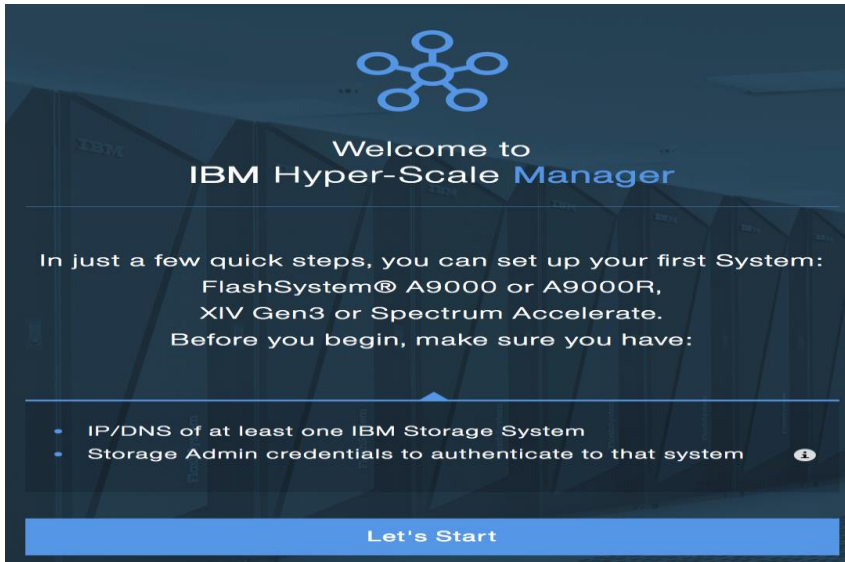 Welcome to
IBM Hyper-Scale Manager
In just a few quick steps, you can set up your first System:
FlashSystem® A9000 or A9000R,
XIV Gen3 or Spectrum Accelerate.
Before you begin, make sure you have:
IBM
IBM
• IP/DNS of at least one IBM Storage System
• Storage Admin credentials to authenticate to that system
Let's Start